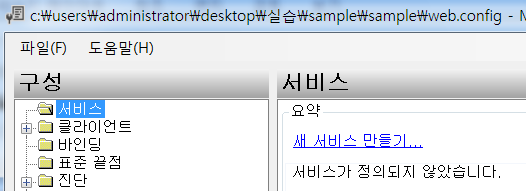 c:₩users₩administrator₩desktop₩실습₩sample₩sample₩web.config - M
파일(F) 도움말(H)
구성
서비스
클라이언트
바인딩
표준 끝점
진단
서비스
요약
새 서비스 만들기...
서비스가 정의되지 않았습니다.